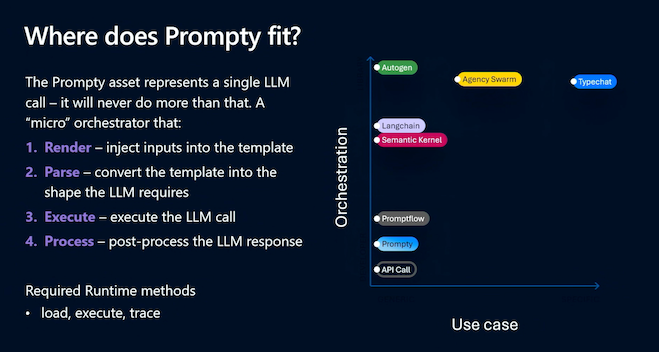 Where does Prompty fit?
The Prompty asset represents a single LLM
call – it will never do more than that. A
“micro” orchestrator that:
1. Render – inject inputs into the template
2. Parse – convert the template into the
shape the LLM requires
3. Execute – execute the LLM call
4. Process – post-process the LLM response
Required Runtime methods
• load, execute, trace
Orchestration
Autogen
Agency Swarm
Typechat
Langchain
Semantic Kernel
Promptflow
Prompty
API Call
Use case